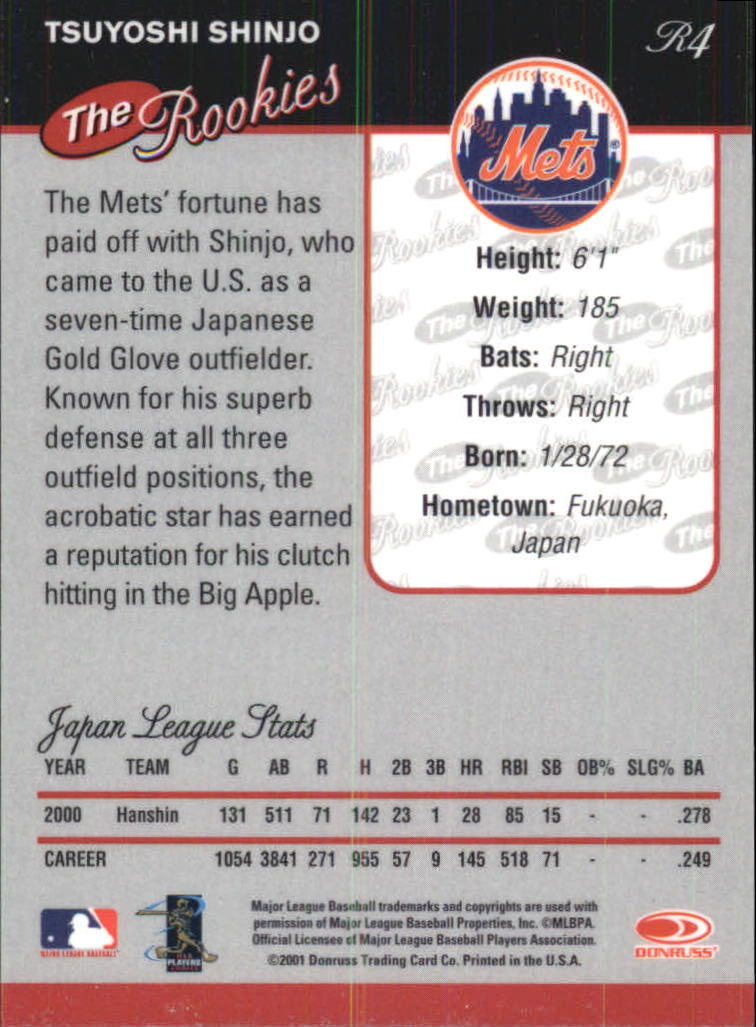 TSUYOSHI SHINJO
R4
The Rookies
Mets
The Mets' fortune has
paid off with Shinjo, who
came to the U.S. as a
seven-time Japanese
Gold Glove outfielder.
Known for his superb
defense at all three
outfield positions, the
acrobatic star has earned
a reputation for his clutch
hitting in the Big Apple.
Height: 6'1"
Weight: 185
Bats: Right
Throws: Right
Born: 1/28/72
Hometown: Fukuoka,
Japan
Japan League Stats
YEAR TEAM G AB R H 2B 3B HR RBI SB OB% SLG% BA
2000 Hanshin 131 511 71 142 23 1 28 85 15 - - .278
CAREER 1054 3841 271 955 57 9 145 518 71 - - .249
Major League Baseball trademarks and copyrights are used with
permission of Major League Baseball Properties, Inc. ©MLBPA.
Official Licensee of Major League Baseball Players Association.
©2001 Donruss Trading Card Co. Printed in the U.S.A.
MAJOR LEAGUE BASEBALL
PLAYERS
DONRUSS